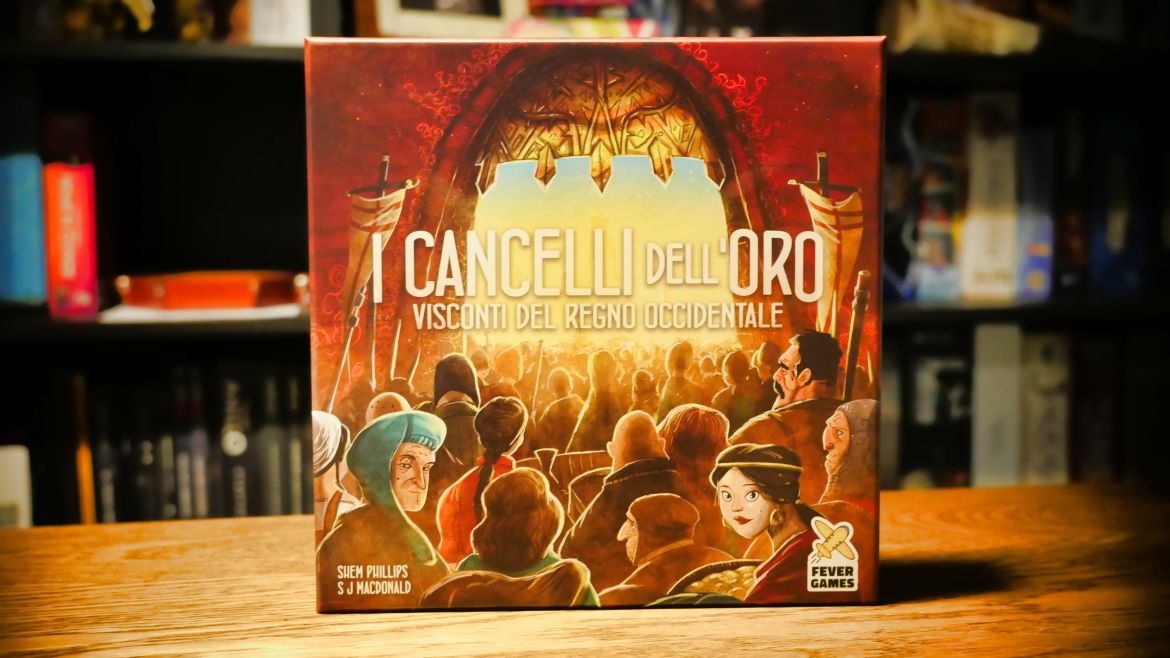 I CANCELLI DELL'ORO
VISCONTI DEL REGNO OCCIDENTALE
SHEM PHILLIPS
S J MACDONALD
FEVER
GAMES